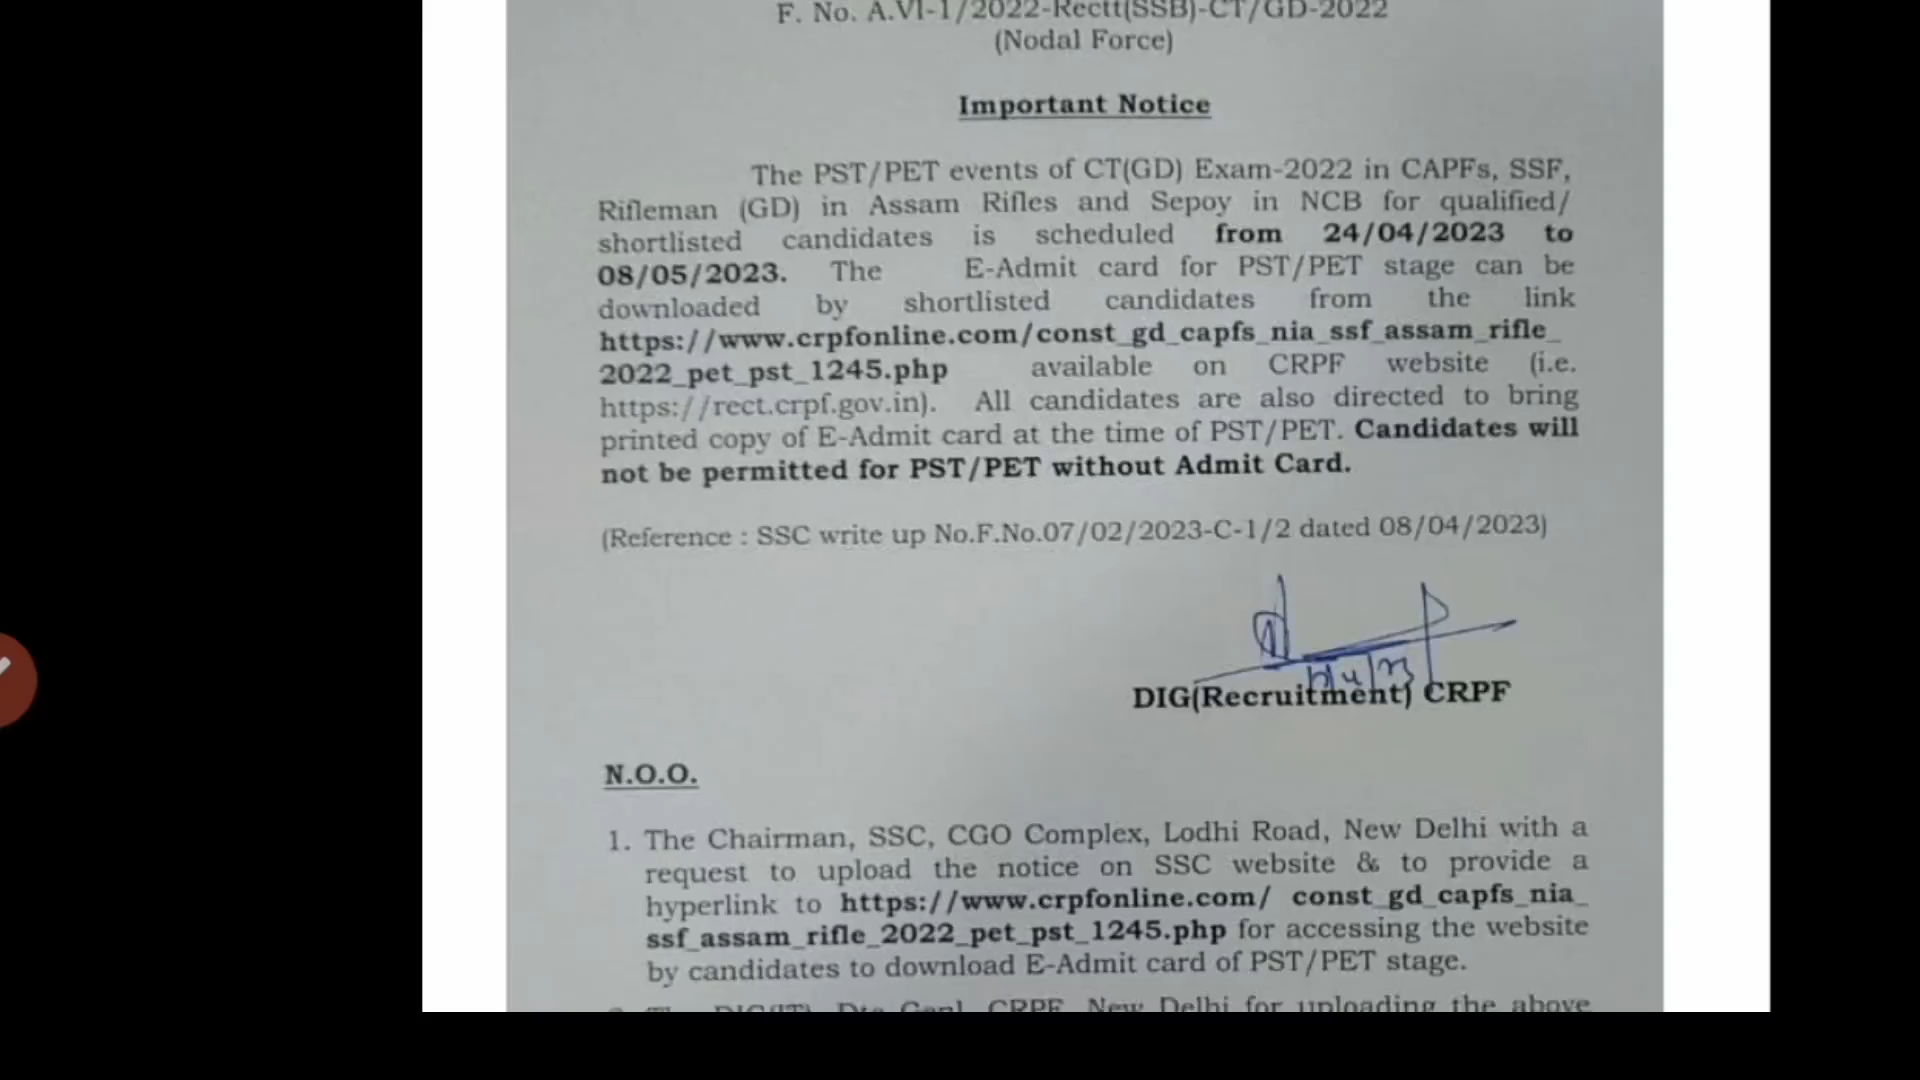 F. No. A.VI-1/2022-Rectt(SSB)-CT/GD-2022
(Nodal Force)
Important Notice
The PST/PET events of CT(GD) Exam-2022 in CAPFs, SSF,
Rifleman (GD) in Assam Rifles and Sepoy in NCB for qualified/
shortlisted candidates is scheduled from 24/04/2023 to
08/05/2023. The E-Admit card for PST/PET stage can be
downloaded by shortlisted candidates from the link
https://www.crpfonline.com/const_gd_capfs_nia_ssf_assam_rifle_
2022_pet_pst_1245.php available on CRPF website (i.e.
https://rect.crpf.gov.in). All candidates are also directed to bring
printed copy of E-Admit card at the time of PST/PET. Candidates will
not be permitted for PST/PET without Admit Card.
(Reference : SSC write up No.F.No.07/02/2023-C-1/2 dated 08/04/2023)
DIG(Recruitment) CRPF
N.O.O.
1. The Chairman, SSC, CGO Complex, Lodhi Road, New Delhi with a
request to upload the notice on SSC website & to provide a
hyperlink to https://www.crpfonline.com/ const_gd_capfs_nia_
ssf_assam_rifle_2022_pet_pst_1245.php for accessing the website
by candidates to download E-Admit card of PST/PET stage.
CRPF, New Delhi for uploading the above